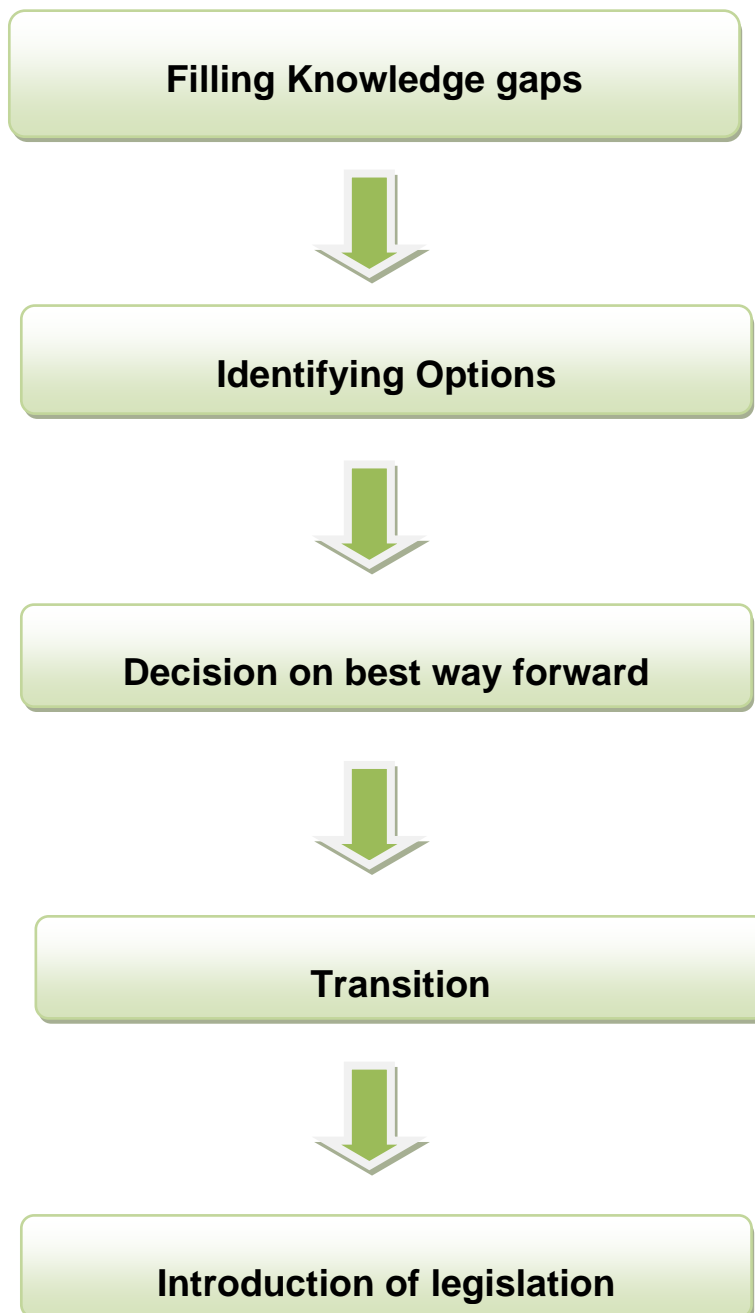 Filling Knowledge gaps
Identifying Options
Decision on best way forward
Transition
Introduction of legislation